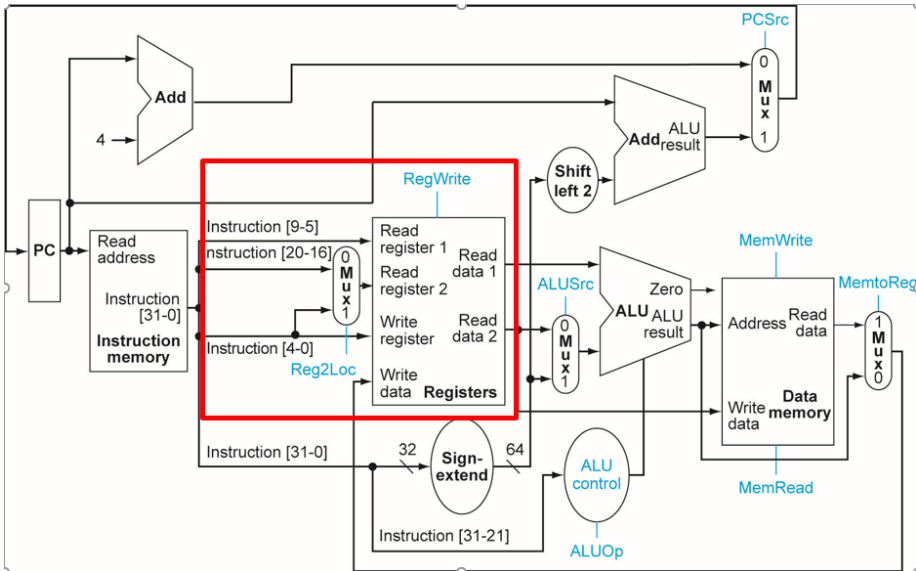 PCSrc
0
Mux
1
Add
4
Add
ALU
result
Shift
left 2
RegWrite
PC
Read
address
Instruction
[31-0]
Instruction
memory
Instruction [9-5]
nstruction [20-16]
Instruction [4-0]
0
Mux
1
Reg2Loc
Read
register 1
Read
register 2
Write
register
Write
data
Read
data 1
Read
data 2
Registers
ALUSrc
0
Mux
1
Zero
ALU
ALU
result
MemWrite
Address
Read
data
Write
data
Data
memory
MemRead
MemtoReg
1
Mux
0
Instruction [31-0]
32
Sign-
extend
64
ALU
control
Instruction [31-21]
ALUOp